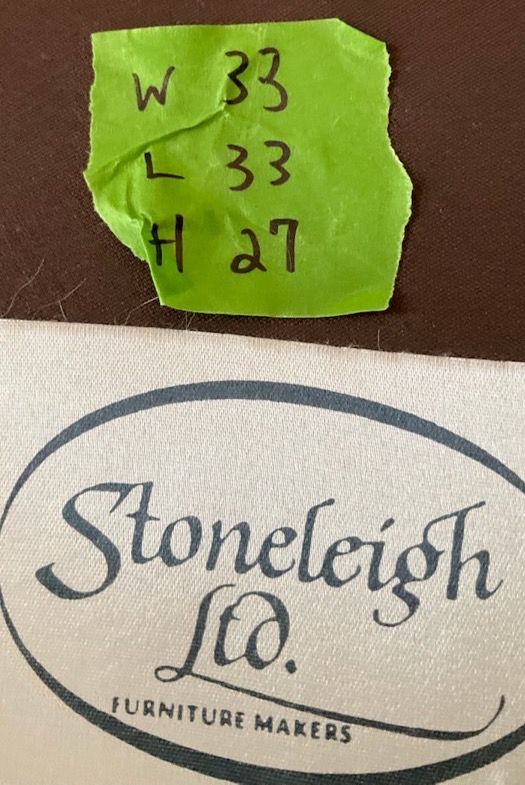 W 33
L 33
H 27
Stoneleigh
Ltd.
FURNITURE MAKERS